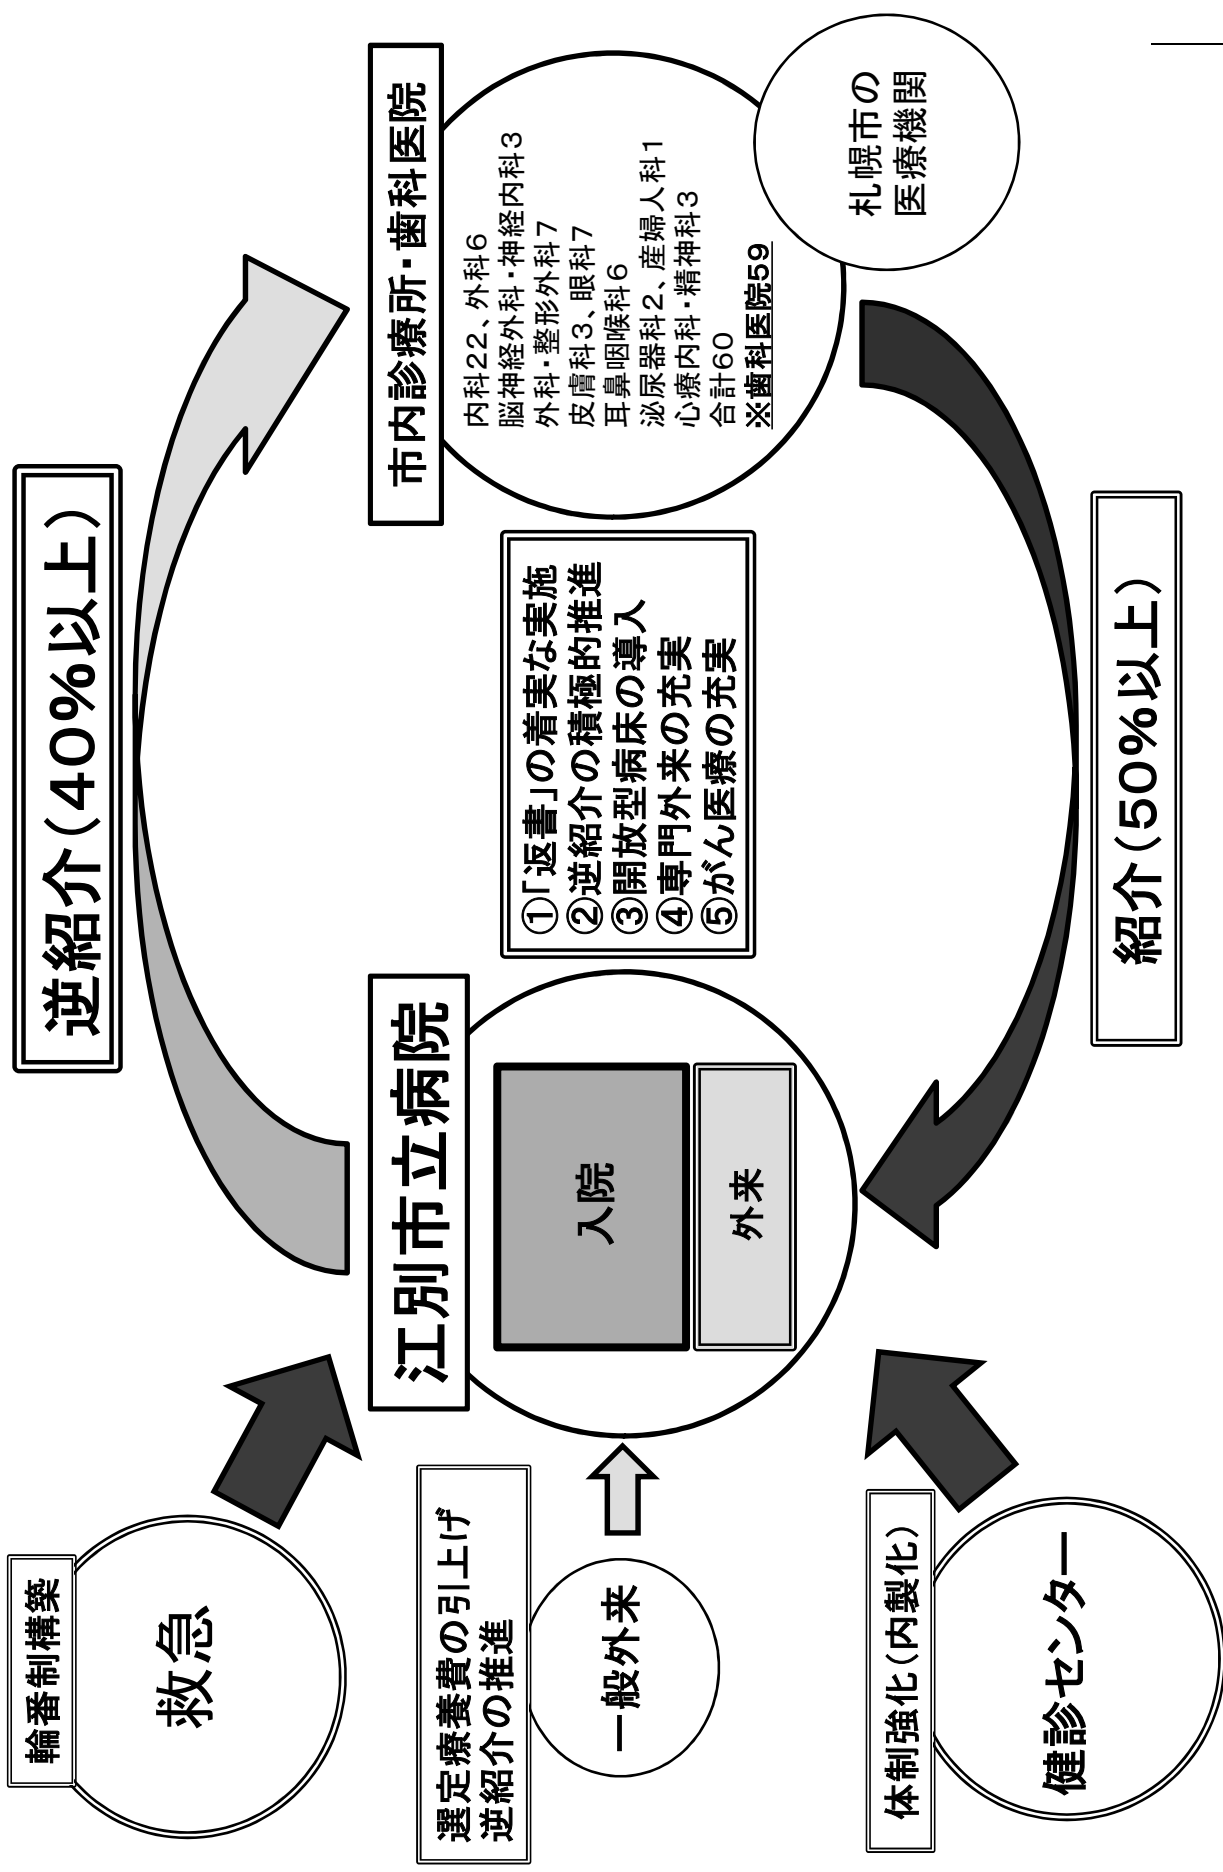 逆紹介（４０％以上）
輪番制構築
救急
選定療養費の引上げ
逆紹介の推進
一般外来
体制強化（内製化）
健診センター
江別市立病院
入院
外来
①「返書」の着実な実施
②逆紹介の積極的推進
③開放型病床の導入
④専門外来の充実
⑤がん医療の充実
市内診療所・歯科医院
内科２２、外科６
脳神経外科・神経内科３
外科・整形外科７
皮膚科３、眼科７
耳鼻咽喉科６
泌尿器科２、産婦人科１
心療内科・精神科３
合計６０
※歯科医院５９
札幌市の
医療機関
紹介（５０％以上）